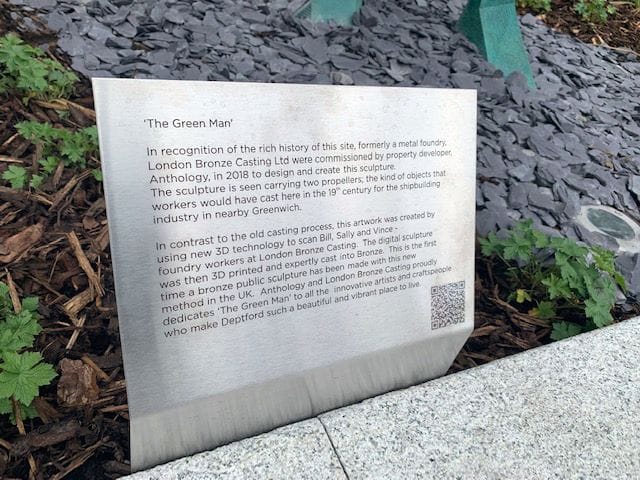 'The Green Man'
In recognition of the rich history of this site, formerly a metal foundry,
London Bronze Casting Ltd were commissioned by property developer,
Anthology, in 2018 to design and create this sculpture.
The sculpture is seen carrying two propellers; the kind of objects that
workers would have cast here in the 19th century for the shipbuilding
industry in nearby Greenwich.
In contrast to the old casting process, this artwork was created by
using new 3D technology to scan Bill, Sally and Vince -
foundry workers at London Bronze Casting. The digital sculpture
was then 3D printed and expertly cast into Bronze. This is the first
time a bronze public sculpture has been made with this new
method in the UK. Anthology and London Bronze Casting proudly
dedicates 'The Green Man' to all the innovative artists and craftspeople
who make Deptford such a beautiful and vibrant place to live.